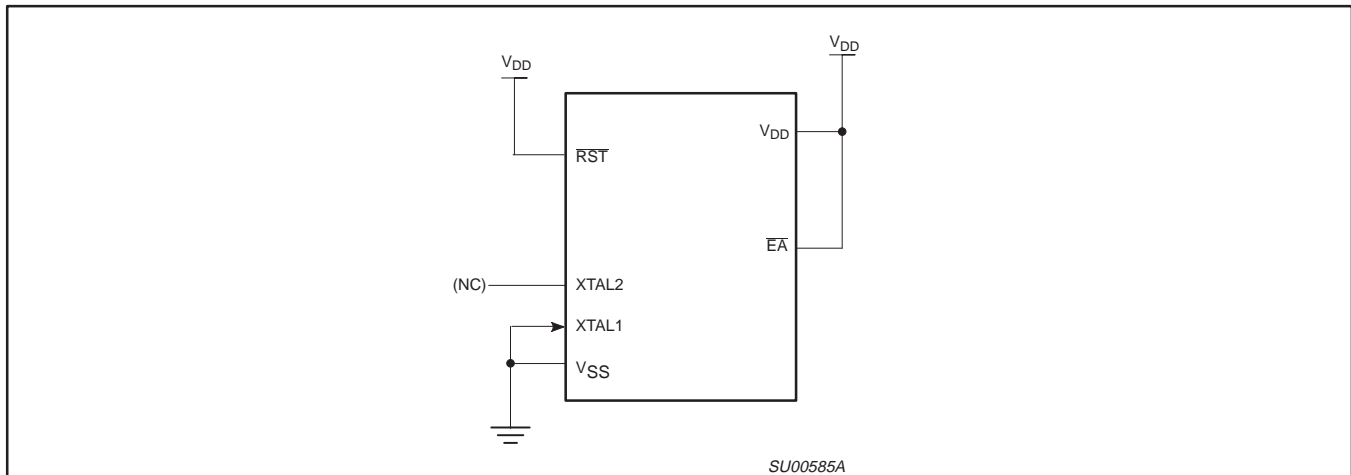 VDD
VDD
VDD
RST
EA
(NC)
XTAL2
XTAL1
VSS
SU00585A